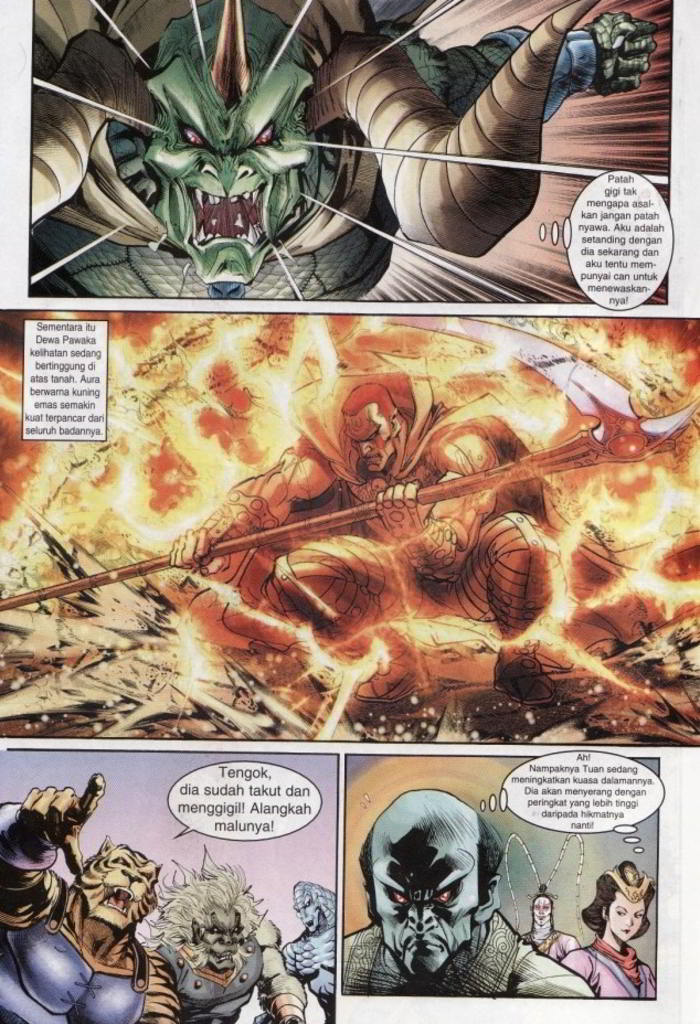 Patah
gigi tak
mengapa asal-
kan jangan patah
nyawa. Aku adalah
setanding dengan
dia sekarang dan
aku tentu mem-
punyai can untuk
menewaskan-
nya!
Sementara itu
Dewa Pawaka
kelihatan sedang
bertinggung di
atas tanah. Aura
berwarna kuning
emas semakin
kuat terpancar dari
seluruh badannya.
Tengok,
dia sudah takut dan
menggigil! Alangkah
malunya!
Ah!
Nampaknya Tuan sedang
meningkatkan kuasa dalamannya.
Dia akan menyerang dengan
peringkat yang lebih tinggi
daripada hikmatnya
nanti!